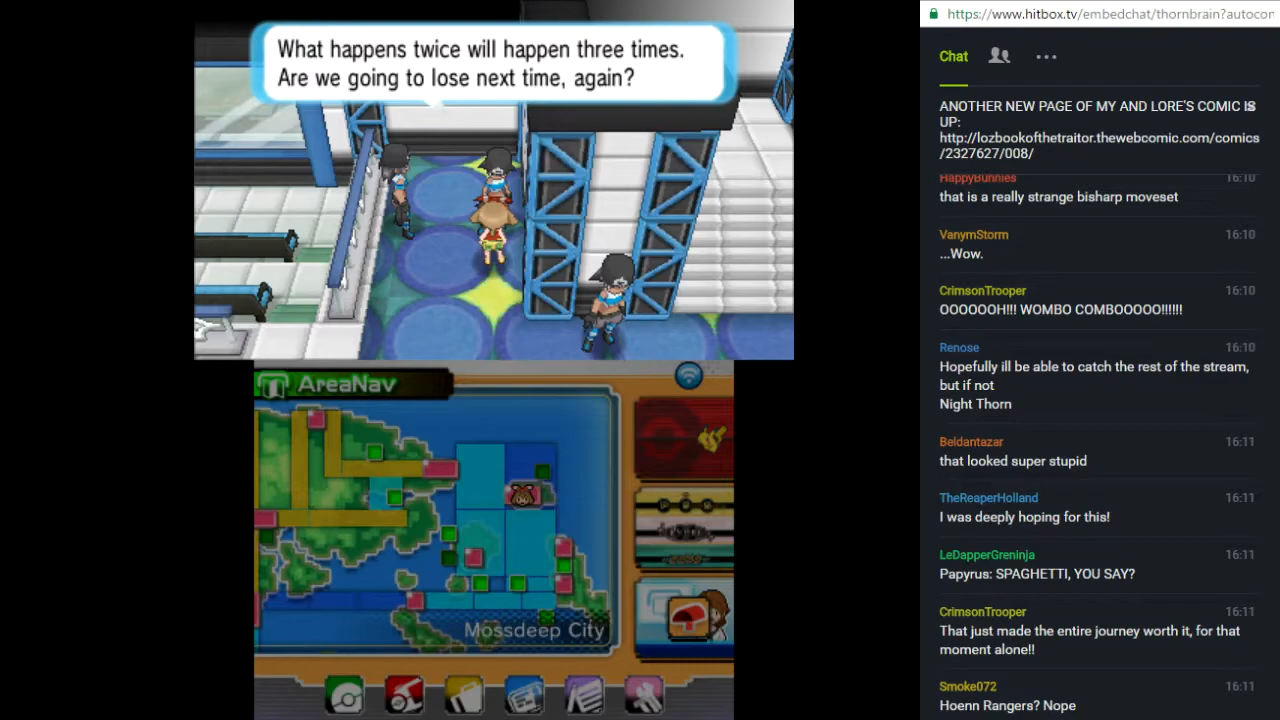 What happens twice will happen three times.
Are we going to lose next time, again?
AreaNav
Mossdeep City
https://www.hitbox.tv/embedchat/thornbrain?autocon
Chat
ANOTHER NEW PAGE OF MY AND LORE'S COMIC IS
UP:
http://lozbookofthetraitor.thewebcomic.com/comics
/2327627/008/
HappyBunnies 16:10
that is a really strange bisharp moveset
VanymStorm 16:10
...Wow.
CrimsonTrooper 16:10
OOOOOOH!!! WOMBO COMBOOOOO!!!!!!
Renose 16:10
Hopefully ill be able to catch the rest of the stream,
but if not
Night Thorn
Beldantazar 16:11
that looked super stupid
TheReaperHolland 16:11
I was deeply hoping for this!
LeDapperGreninja 16:11
Papyrus: SPAGHETTI, YOU SAY?
CrimsonTrooper 16:11
That just made the entire journey worth it, for that
moment alone!!
Smoke072 16:11
Hoenn Rangers? Nope